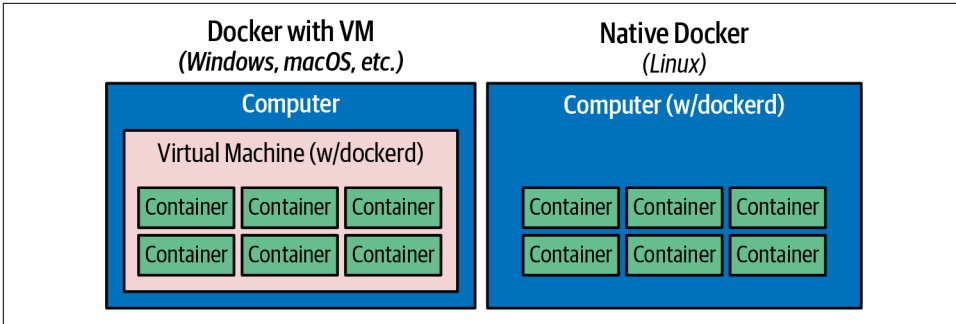 Docker with VM
(Windows, macOS, etc.)
Computer
Virtual Machine (w/dockerd)
Container Container Container
Container Container Container
Native Docker
(Linux)
Computer (w/dockerd)
Container Container Container
Container Container Container